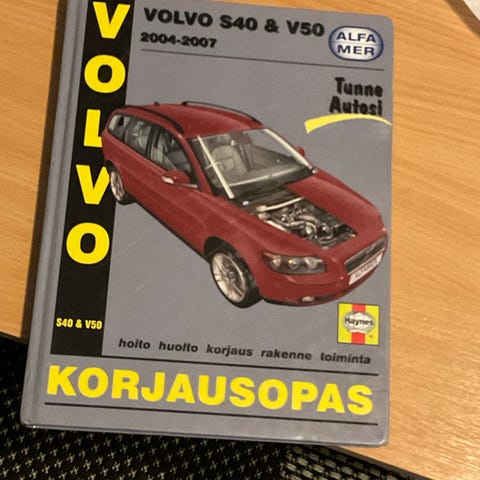 VOLVO
VOLVO S40 & V50
2004-2007
ALFA
MER
Tunne
Autosi
S40 & V50
Haynes
hoito huolto korjaus rakenne toiminta
KORJAUSOPAS